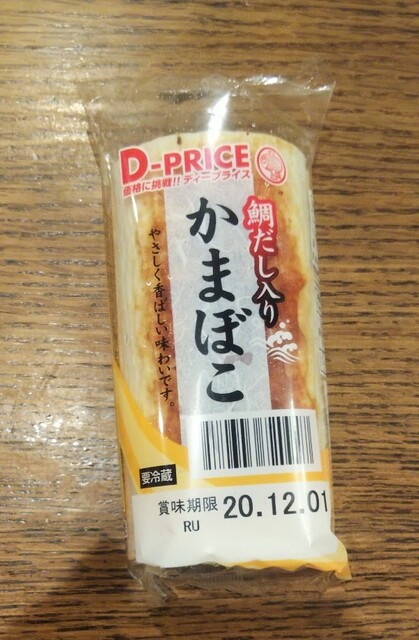 D-PRICE
価格に挑戦!! ディープライス
鯛だし入り
かまぼこ
やさしく香ばしい味わいです。
要冷蔵
賞味期限 20.12.01
RU